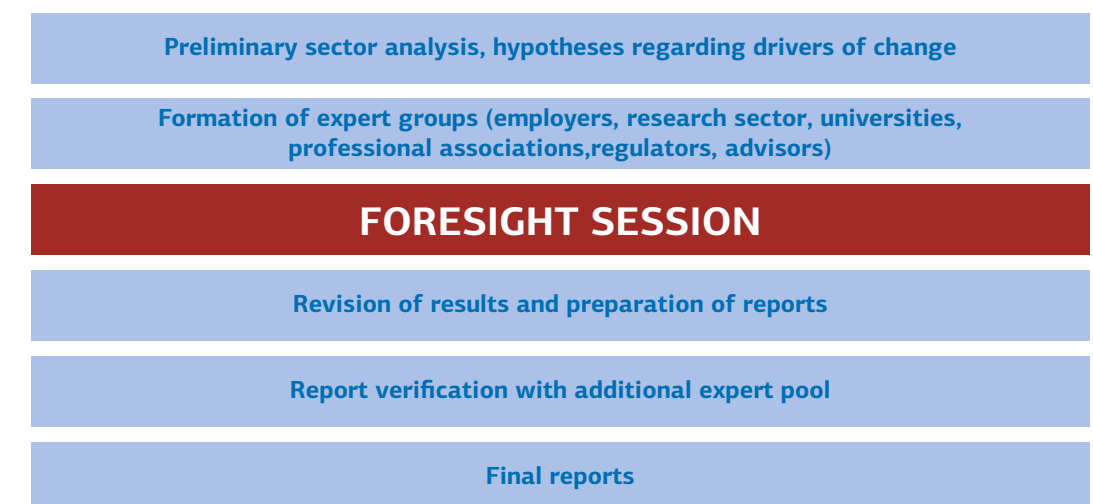 Preliminary sector analysis, hypotheses regarding drivers of change
Formation of expert groups (employers, research sector, universities,
professional associations,regulators, advisors)
FORESIGHT SESSION
Revision of results and preparation of reports
Report verification with additional expert pool
Final reports